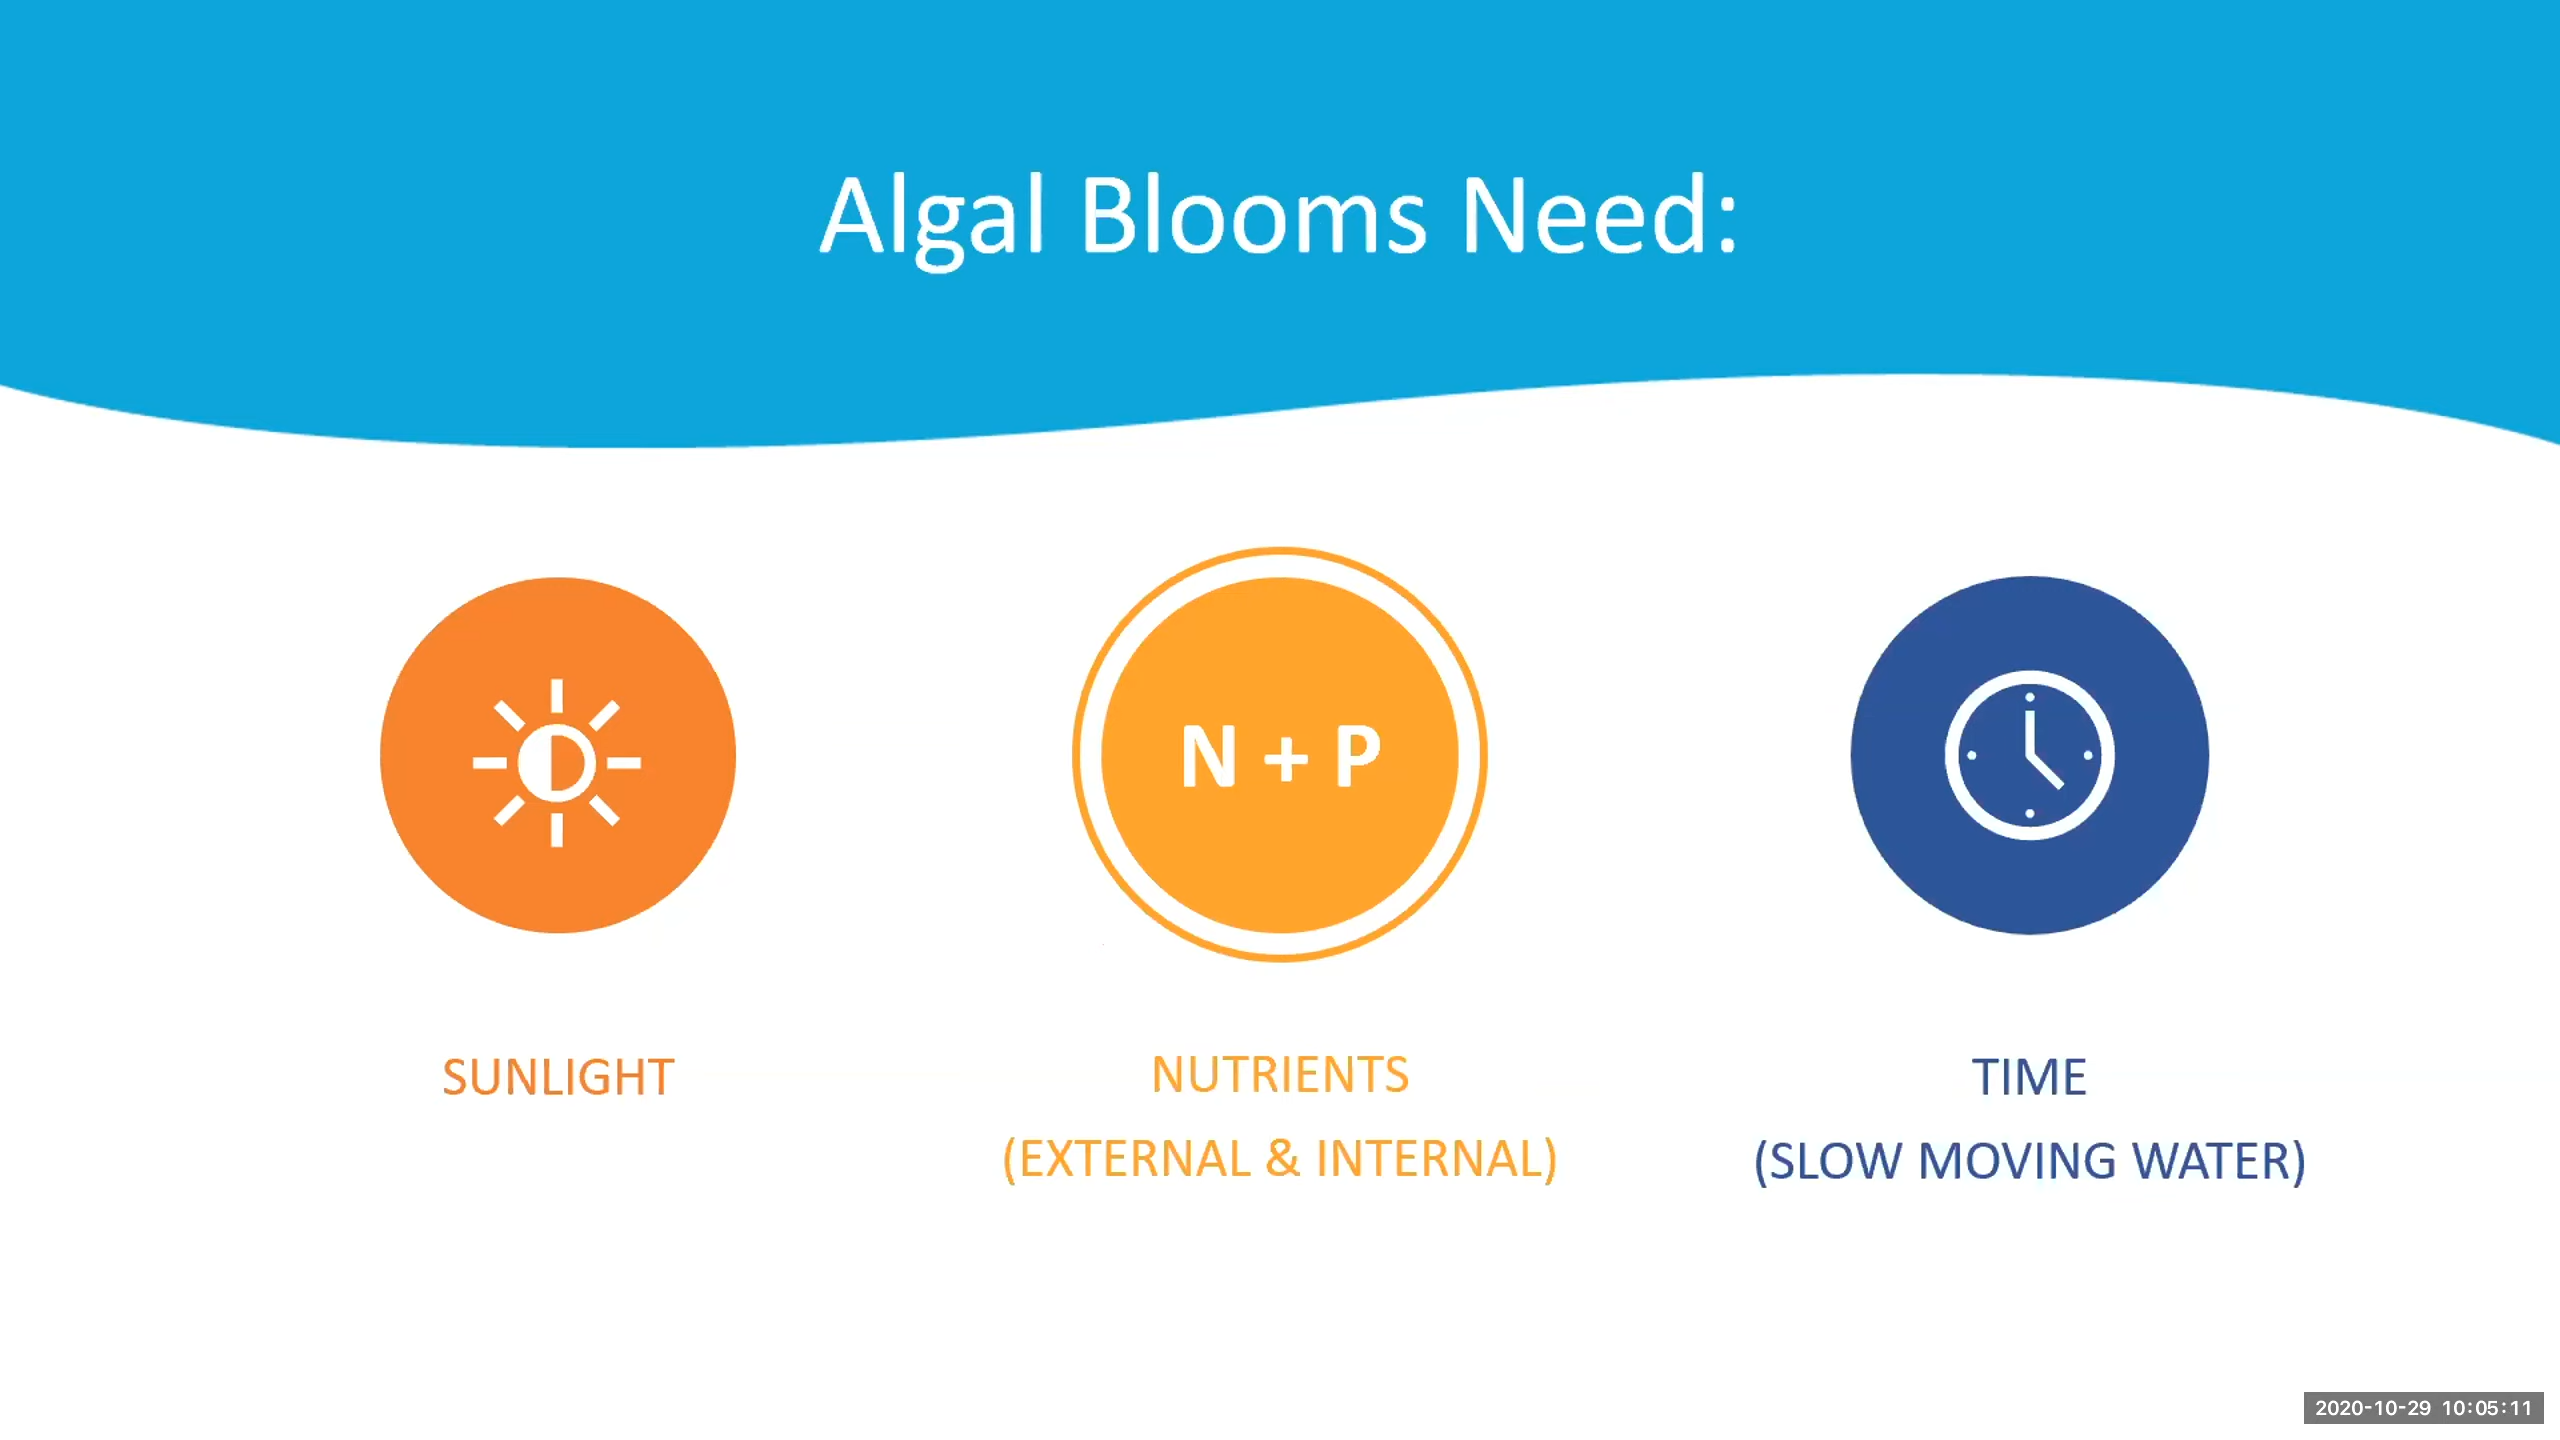 Algal Blooms Need:
N + P
SUNLIGHT
NUTRIENTS
(EXTERNAL & INTERNAL)
TIME
(SLOW MOVING WATER)
2020-10-29 10:05:11